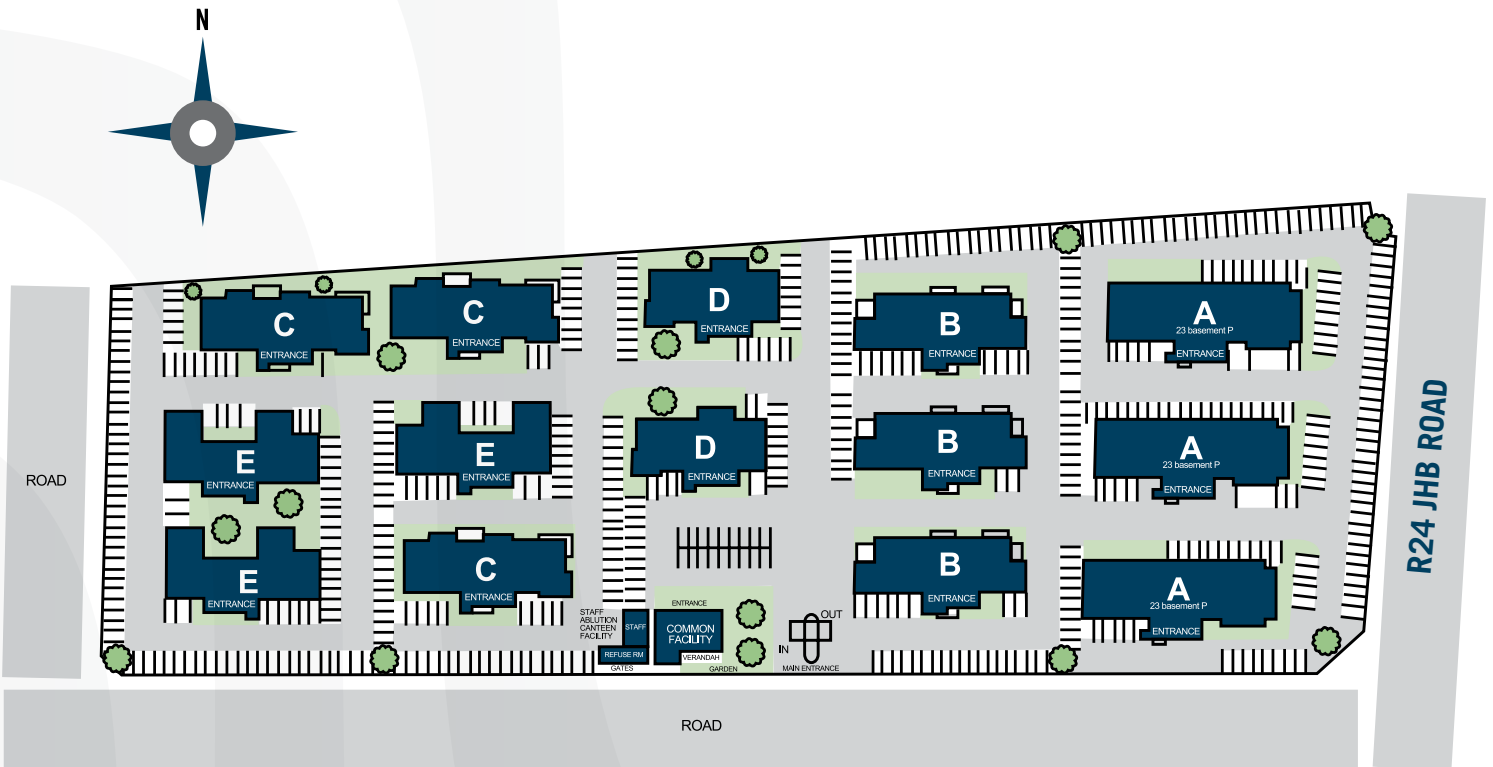 N
C
ENTRANCE
C
ENTRANCE
D
ENTRANCE
B
ENTRANCE
A
23 basement P
ENTRANCE
E
ENTRANCE
E
ENTRANCE
D
ENTRANCE
B
ENTRANCE
A
23 basement P
ENTRANCE
R24 JHB ROAD
ROAD
E
ENTRANCE
C
ENTRANCE
B
ENTRANCE
A
23 basement P
ENTRANCE
STAFF
ABLUTION
CANTEEN
FACILITY
STAFF
REFUSE RM
GATES
ENTRANCE
COMMON
FACILITY
VERANDAH
GARDEN
OUT
IN
MAIN ENTRANCE
ROAD